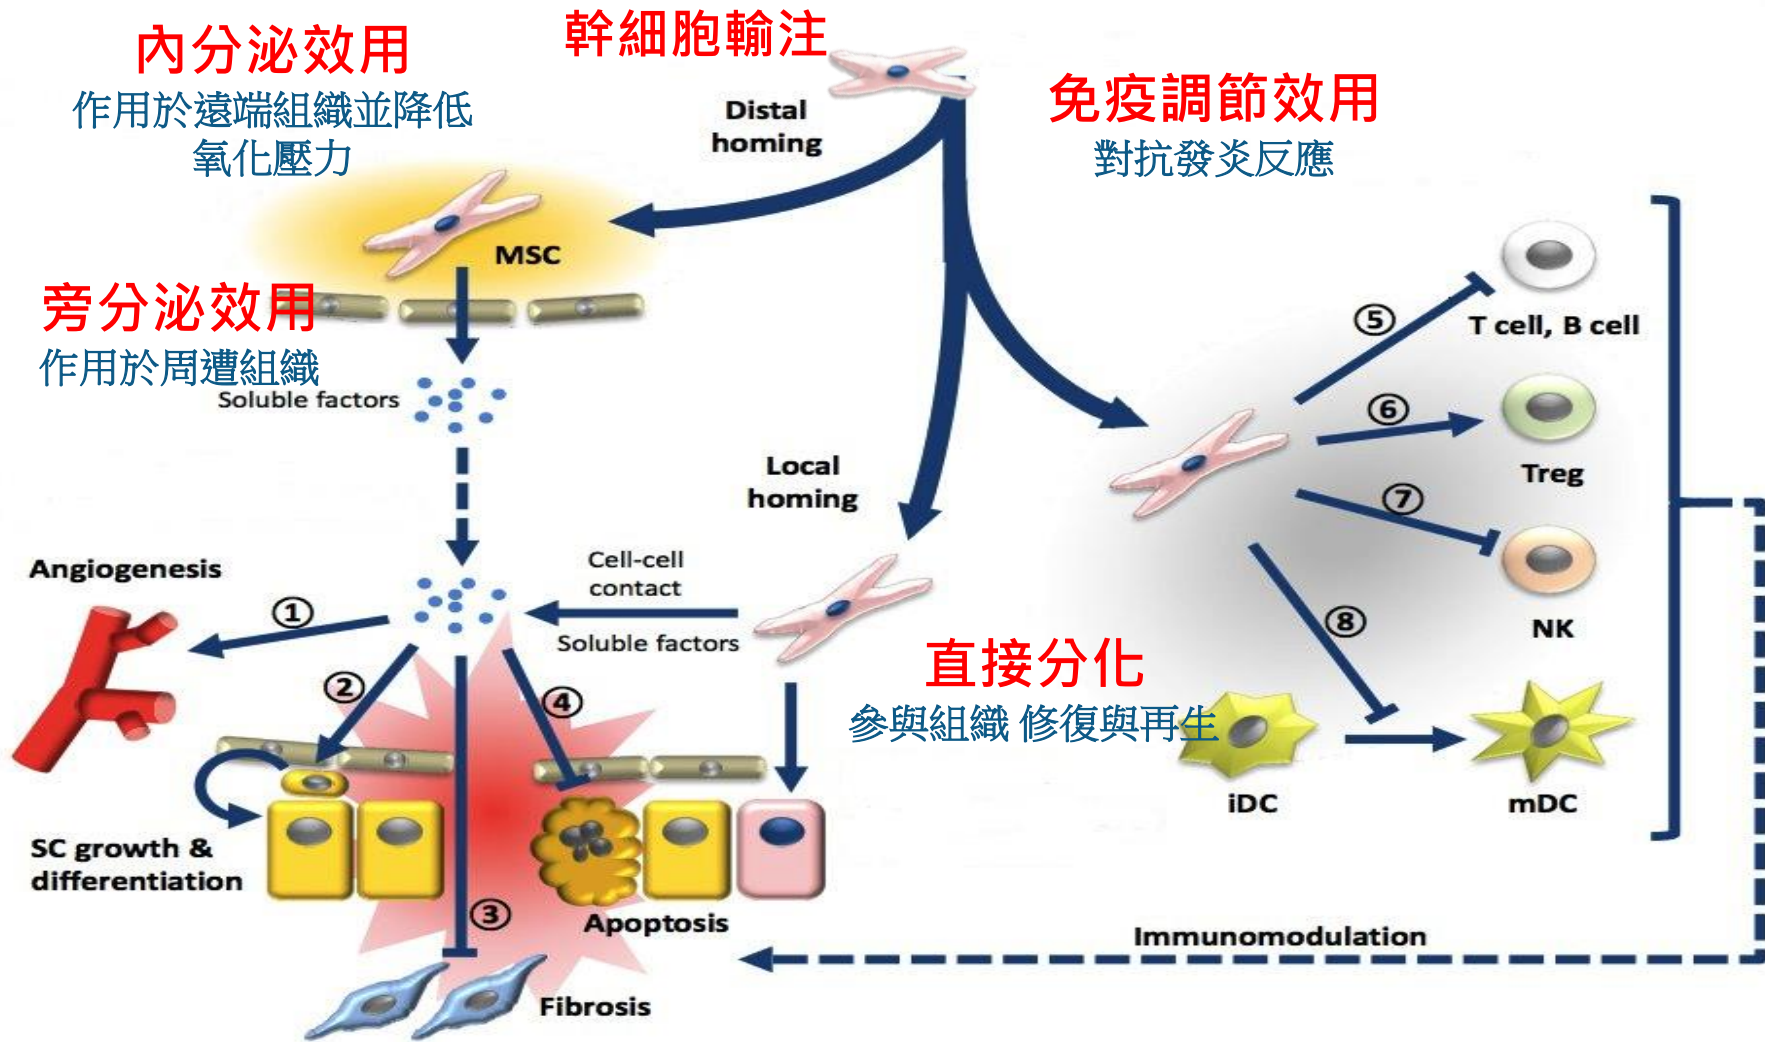 幹細胞輸注
內分泌效用
作用於遠端組織並降低
氧化壓力
Distal
homing
免疫調節效用
對抗發炎反應
MSC
旁分泌效用
作用於周遭組織
Soluble factors
Local
homing
Cell-cell
contact
Soluble factors
直接分化
參與組織 修復與再生
Angiogenesis
①
②
③
④
SC growth &
differentiation
Apoptosis
Fibrosis
⑤
T cell, B cell
⑥
Treg
⑦
NK
⑧
iDC
mDC
Immunomodulation